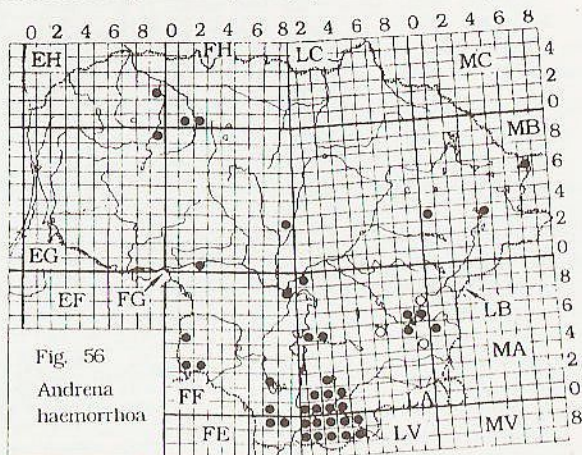 0 2 4 6 8 0 2 4 6 8 0 2 4 6 8 0 2 4 6 8
EH FH LC MC 4
2
0
MB 8
6
4
2
EG 0
EF FG LB 8
6
Fig. 56 MA 4
Andrena FF 2
haemorrhoa LA 0
FE LV MV 8